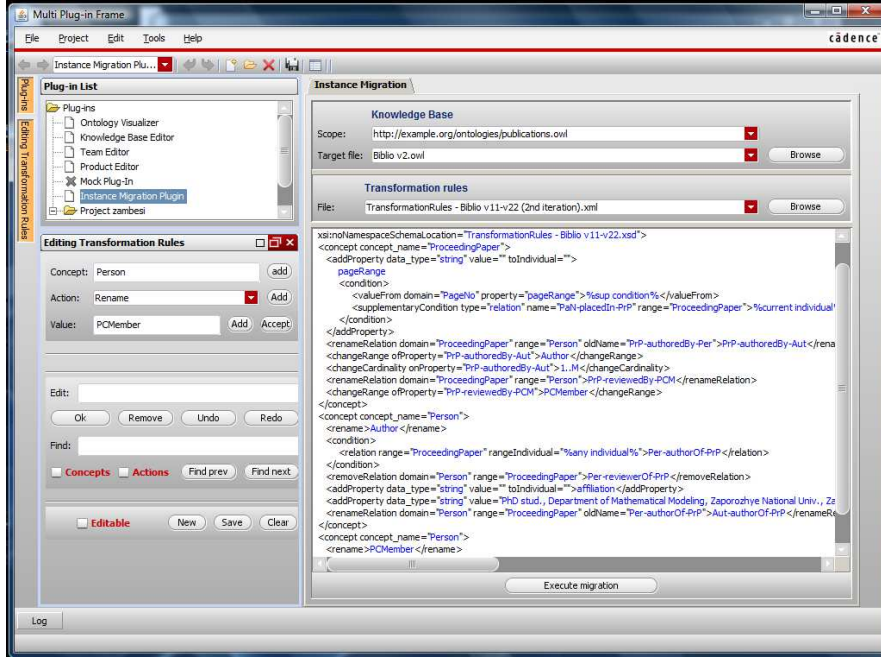 Multi Plug-in Frame
File Project Edit Tools Help
cādence
Instance Migration Plu...
Plug-ins
Editing Transformation Rules
Plug-in List
Plug-ins
Ontology Visualizer
Knowledge Base Editor
Team Editor
Product Editor
Mock Plug-In
Instance Migration Plugin
Project zambesi
Editing Transformation Rules
Concept: Person add
Action: Rename Add
Value: PCMember Add Accept
Edit:
Ok Remove Undo Redo
Find:
Concepts Actions Find prev Find next
Editable New Save Clear
Instance Migration
Knowledge Base
Scope: http://example.org/ontologies/publications.owl
Target file: Biblio v2.owl Browse
Transformation rules
File: TransformationRules - Biblio v11-v22 (2nd iteration).xml Browse
xsi:noNamespaceSchemaLocation="TransformationRules - Biblio v11-v22.xsd">
<concept concept_name="ProceedingPaper">
<addProperty data_type="string" value="" toIndividual="">
pageRange
<condition>
<valueFrom domain="PageNo" property="pageRange">%sup condition%</valueFrom>
<supplementaryCondition type="relation" name="PaN-placedIn-PrP" range="ProceedingPaper">%current individual
</condition>
</addProperty>
<renameRelation domain="ProceedingPaper" range="Person" oldName="PrP-authoredBy-Per">PrP-authoredBy-Aut</rena
<changeRange ofProperty="PrP-authoredBy-Aut">Author</changeRange>
<changeCardinality onProperty="PrP-authoredBy-Aut">1..M</changeCardinality>
<renameRelation domain="ProceedingPaper" range="Person">PrP-reviewedBy-PCM</renameRelation>
<changeRange ofProperty="PrP-reviewedBy-PCM">PCMember</changeRange>
</concept>
<concept concept_name="Person">
<rename>Author</rename>
<condition>
<relation range="ProceedingPaper" rangeIndividual="%any individual%">Per-authorOf-PrP</relation>
</condition>
<removeRelation domain="Person" range="ProceedingPaper">Per-reviewerOf-PrP</removeRelation>
<addProperty data_type="string" value="" toIndividual="">affiliation</addProperty>
<addProperty data_type="string" value="PhD stud., Department of Mathematical Modeling, Zaporozhye National Univ., Za
<renameRelation domain="Person" range="ProceedingPaper" oldName="Per-authorOf-PrP">Aut-authorOf-PrP</renameRe
</concept>
<concept concept_name="Person">
<rename>PCMember</rename>
Execute migration
Log